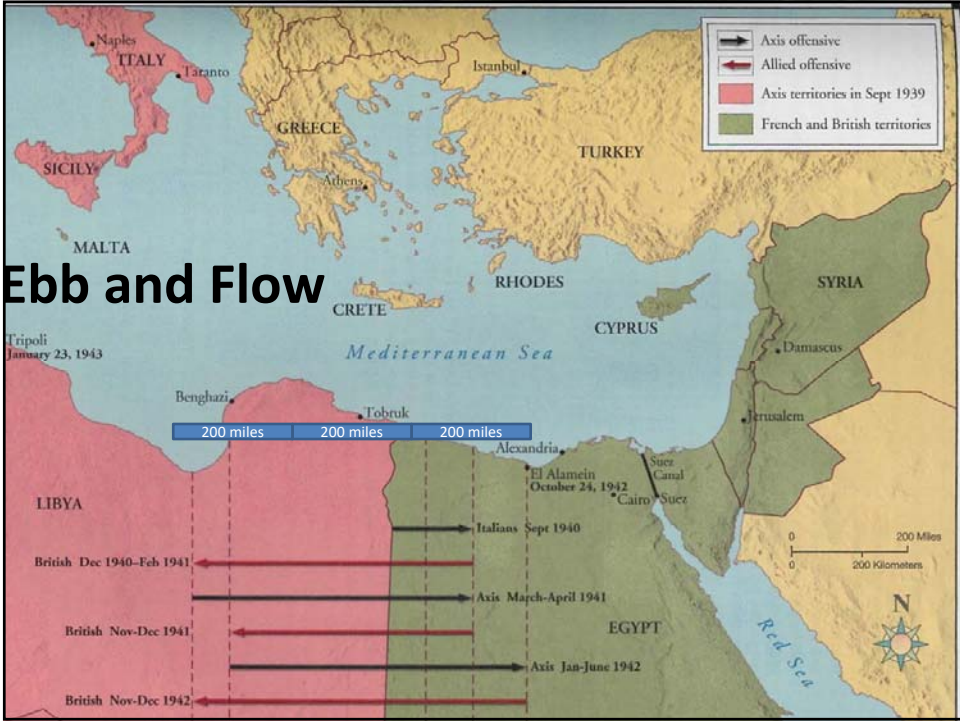 Axis offensive
Allied offensive
Axis territories in Sept 1939
French and British territories
Naples
ITALY
Taranto
Istanbul
GREECE
TURKEY
SICILY
Athens
MALTA
Ebb and Flow
RHODES
SYRIA
CRETE
CYPRUS
Tripoli
January 23, 1943
Mediterranean Sea
Damascus
Benghazi
Tobruk
Jerusalem
200 miles 200 miles 200 miles
Alexandria
El Alamein
October 24, 1942
Suez
Canal
Cairo
Suez
LIBYA
Italians Sept 1940
0 200 Miles
0 200 Kilometers
British Dec 1940–Feb 1941
Axis March-April 1941
N
British Nov-Dec 1941
EGYPT
Red Sea
Axis Jan-June 1942
British Nov-Dec 1942